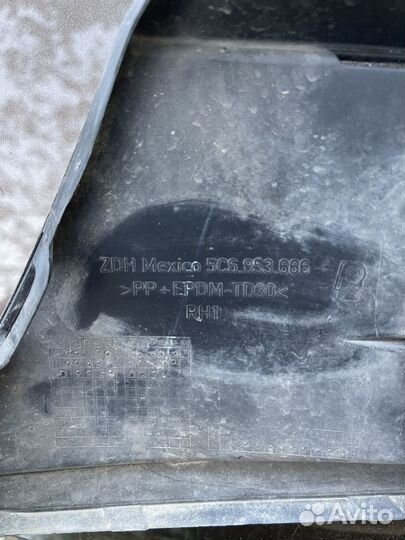 ZDH Mexico 5C6.853.666
>PP+EPDM-TD30<
RH1
Avito